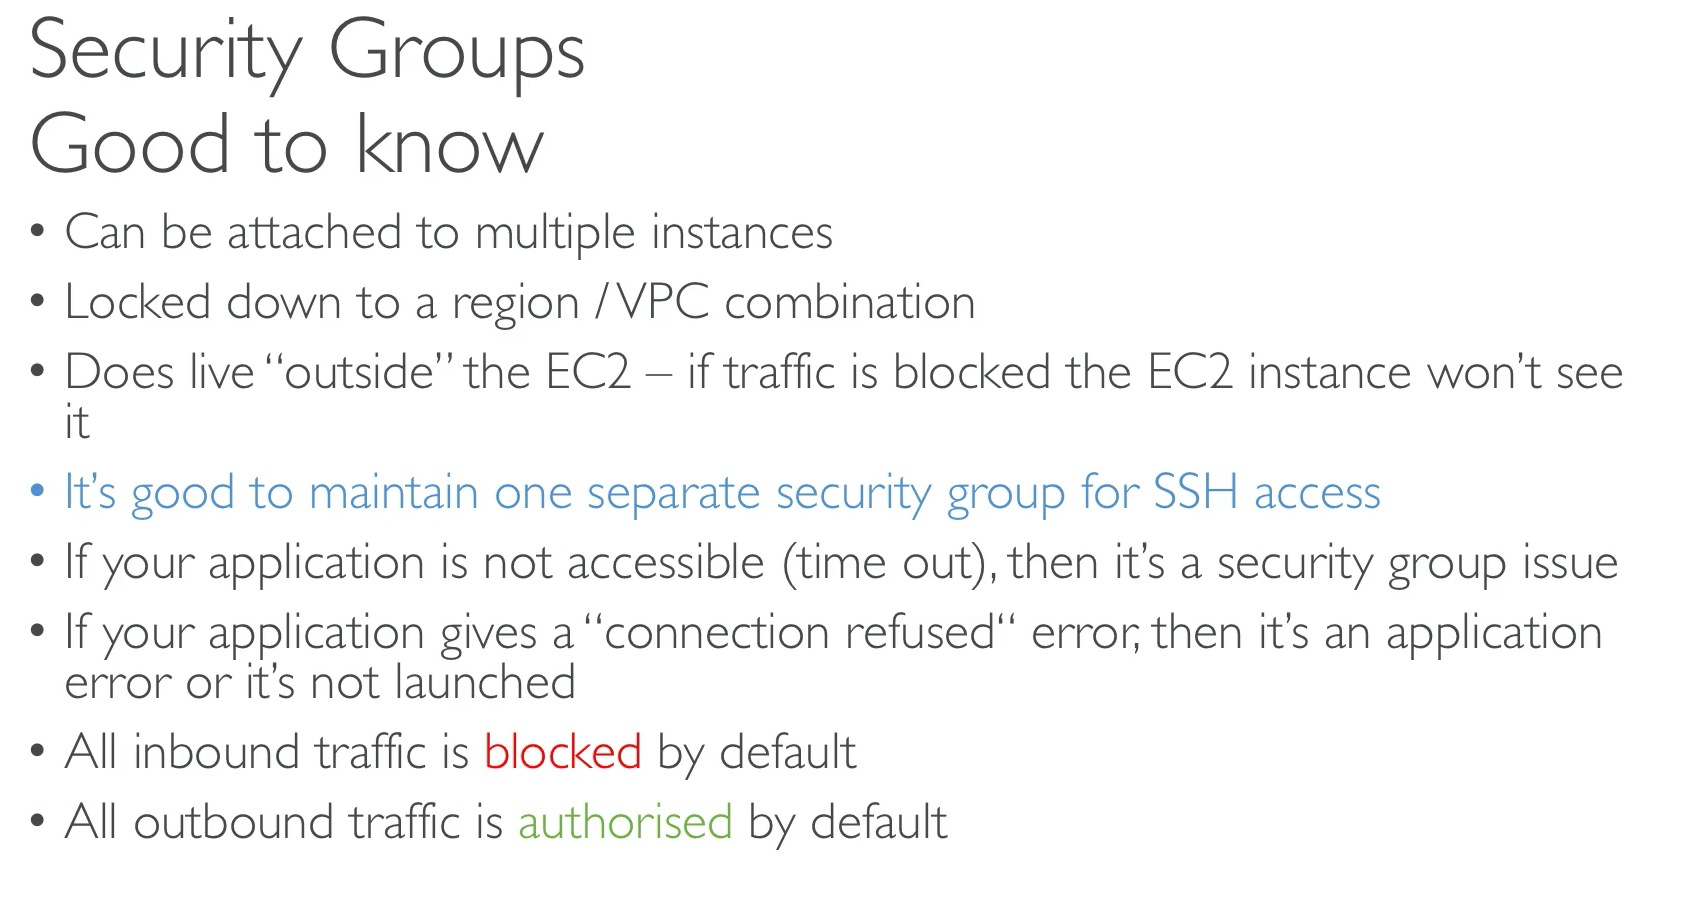 Security Groups
Good to know
• Can be attached to multiple instances
• Locked down to a region / VPC combination
• Does live “outside” the EC2 – if traffic is blocked the EC2 instance won’t see
it
• It’s good to maintain one separate security group for SSH access
• If your application is not accessible (time out), then it’s a security group issue
• If your application gives a “connection refused“ error, then it’s an application
error or it’s not launched
• All inbound traffic is blocked by default
• All outbound traffic is authorised by default